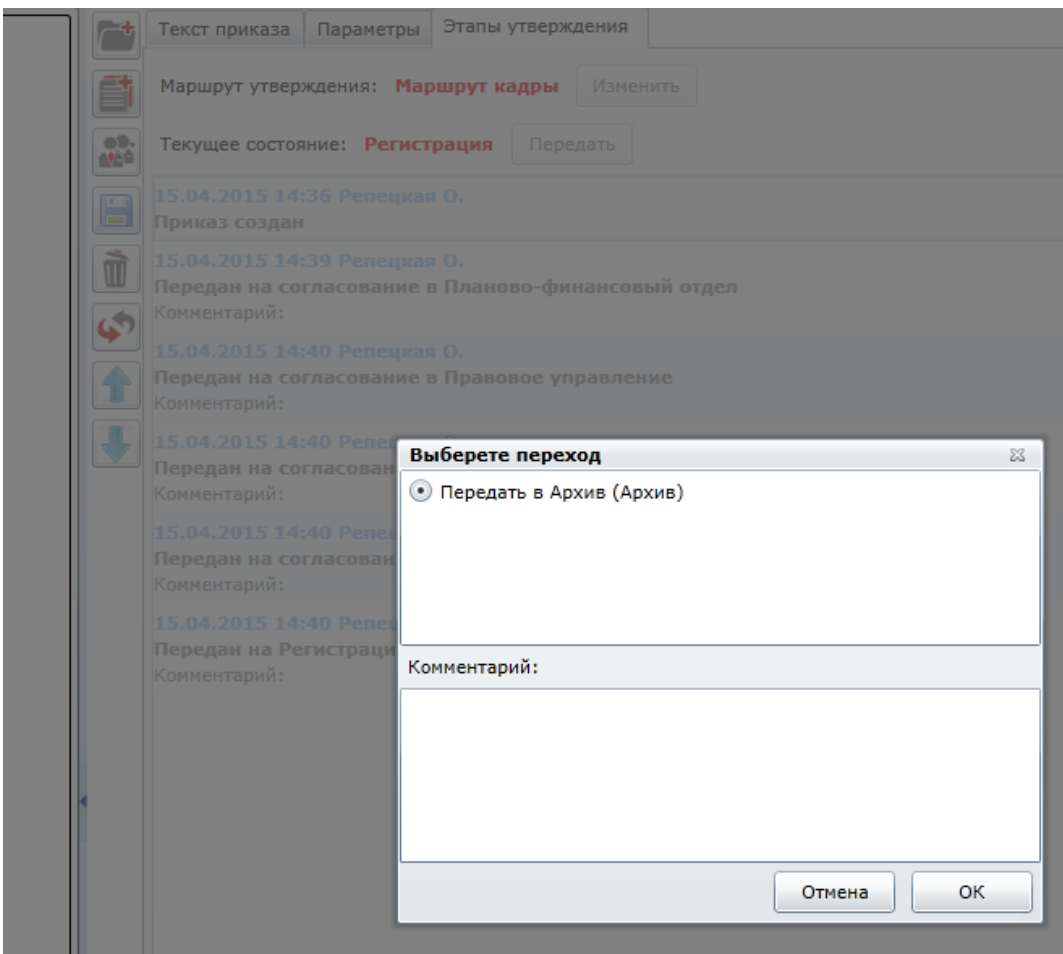 Текст приказа Параметры Этапы утверждения
Маршрут утверждения: Маршрут кадры Изменить
Текущее состояние: Регистрация Передать
15.04.2015 14:36 Репецкая О.
Приказ создан
15.04.2015 14:39 Репецкая О.
Передан на согласование в Планово-финансовый отдел
Комментарий:
15.04.2015 14:40 Репецкая О.
Передан на согласование в Правовое управление
Комментарий:
15.04.2015 14:40
Передан на
Комментарий:
15.04.2015 14:40
Передан на
Комментарий:
15.04.2015 14:40
Передан на
Комментарий:
Выберете переход
Передать в Архив (Архив)
Комментарий:
Отмена ОК